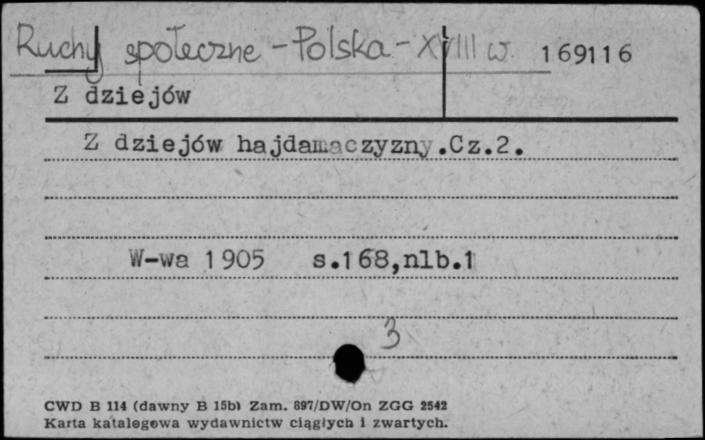 Ruchy społeczne - Polska - XVIII w. 169116
Z dziejów
Z dziejów hajdamaczyzny.Cz.2.
W-wa 1905 s.168,nlb.1
3
CWD B 114 (dawny B 15b) Zam. 897/DW/On ZGG 2542
Karta katalogowa wydawnictw ciągłych i zwartych.